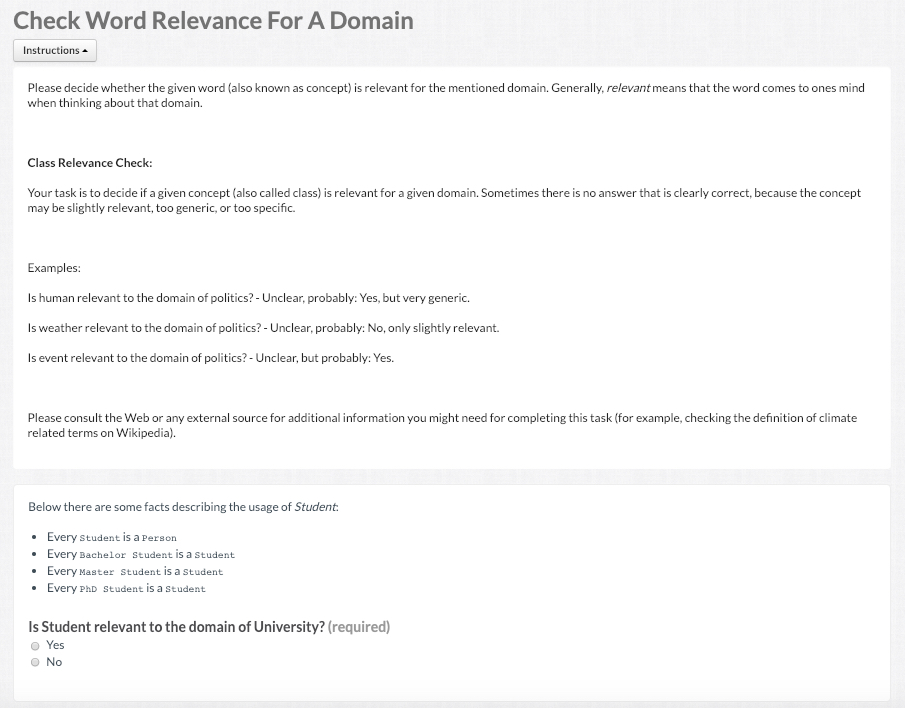 Check Word Relevance For A Domain
Instructions
Please decide whether the given word (also known as concept) is relevant for the mentioned domain. Generally, relevant means that the word comes to ones mind
when thinking about that domain.
Class Relevance Check:
Your task is to decide if a given concept (also called class) is relevant for a given domain. Sometimes there is no answer that is clearly correct, because the concept
may be slightly relevant, too generic, or too specific.
Examples:
Is human relevant to the domain of politics? - Unclear, probably: Yes, but very generic.
Is weather relevant to the domain of politics? - Unclear, probably: No, only slightly relevant.
Is event relevant to the domain of politics? - Unclear, but probably: Yes.
Please consult the Web or any external source for additional information you might need for completing this task (for example, checking the definition of climate
related terms on Wikipedia).
Below there are some facts describing the usage of Student:
• Every Student is a Person
• Every Bachelor Student is a Student
• Every Master Student is a Student
• Every PhD Student is a Student
Is Student relevant to the domain of University? (required)
Yes
No